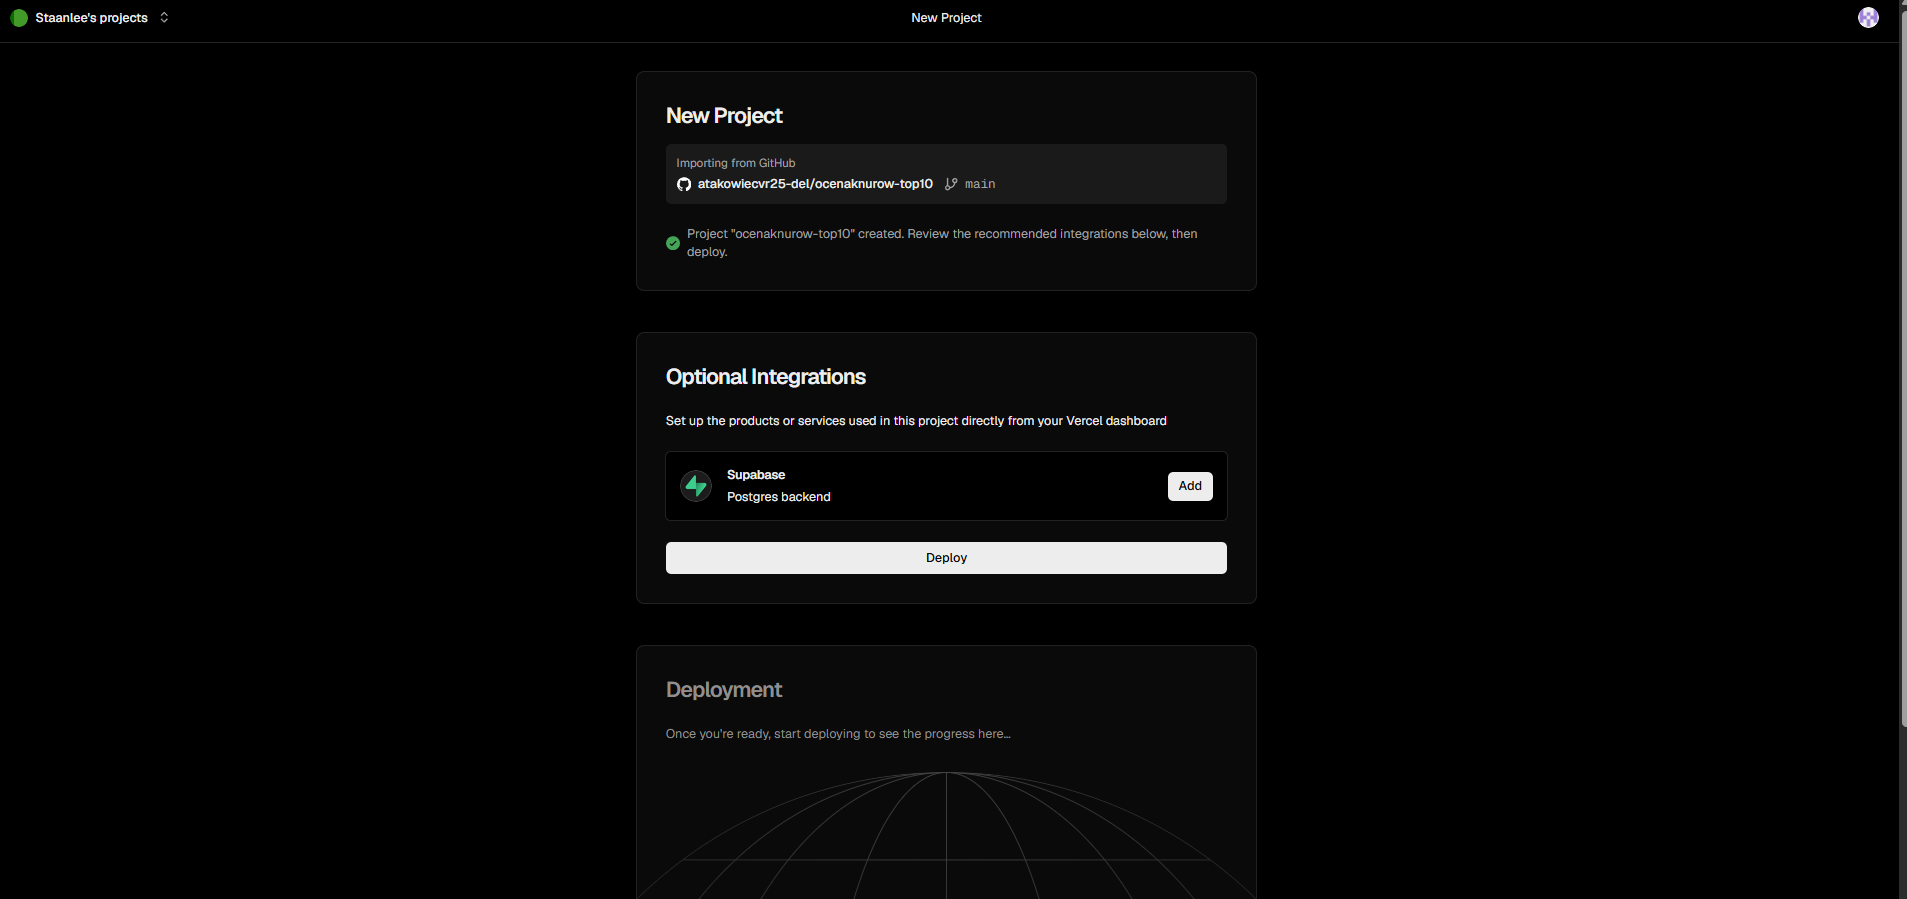 Staanlee's projects
New Project
New Project
Importing from GitHub
atakowiecvr25-del/ocenaknurow-top10 main
Project "ocenaknurow-top10" created. Review the recommended integrations below, then
deploy.
Optional Integrations
Set up the products or services used in this project directly from your Vercel dashboard
Supabase
Postgres backend
Add
Deploy
Deployment
Once you're ready, start deploying to see the progress here...